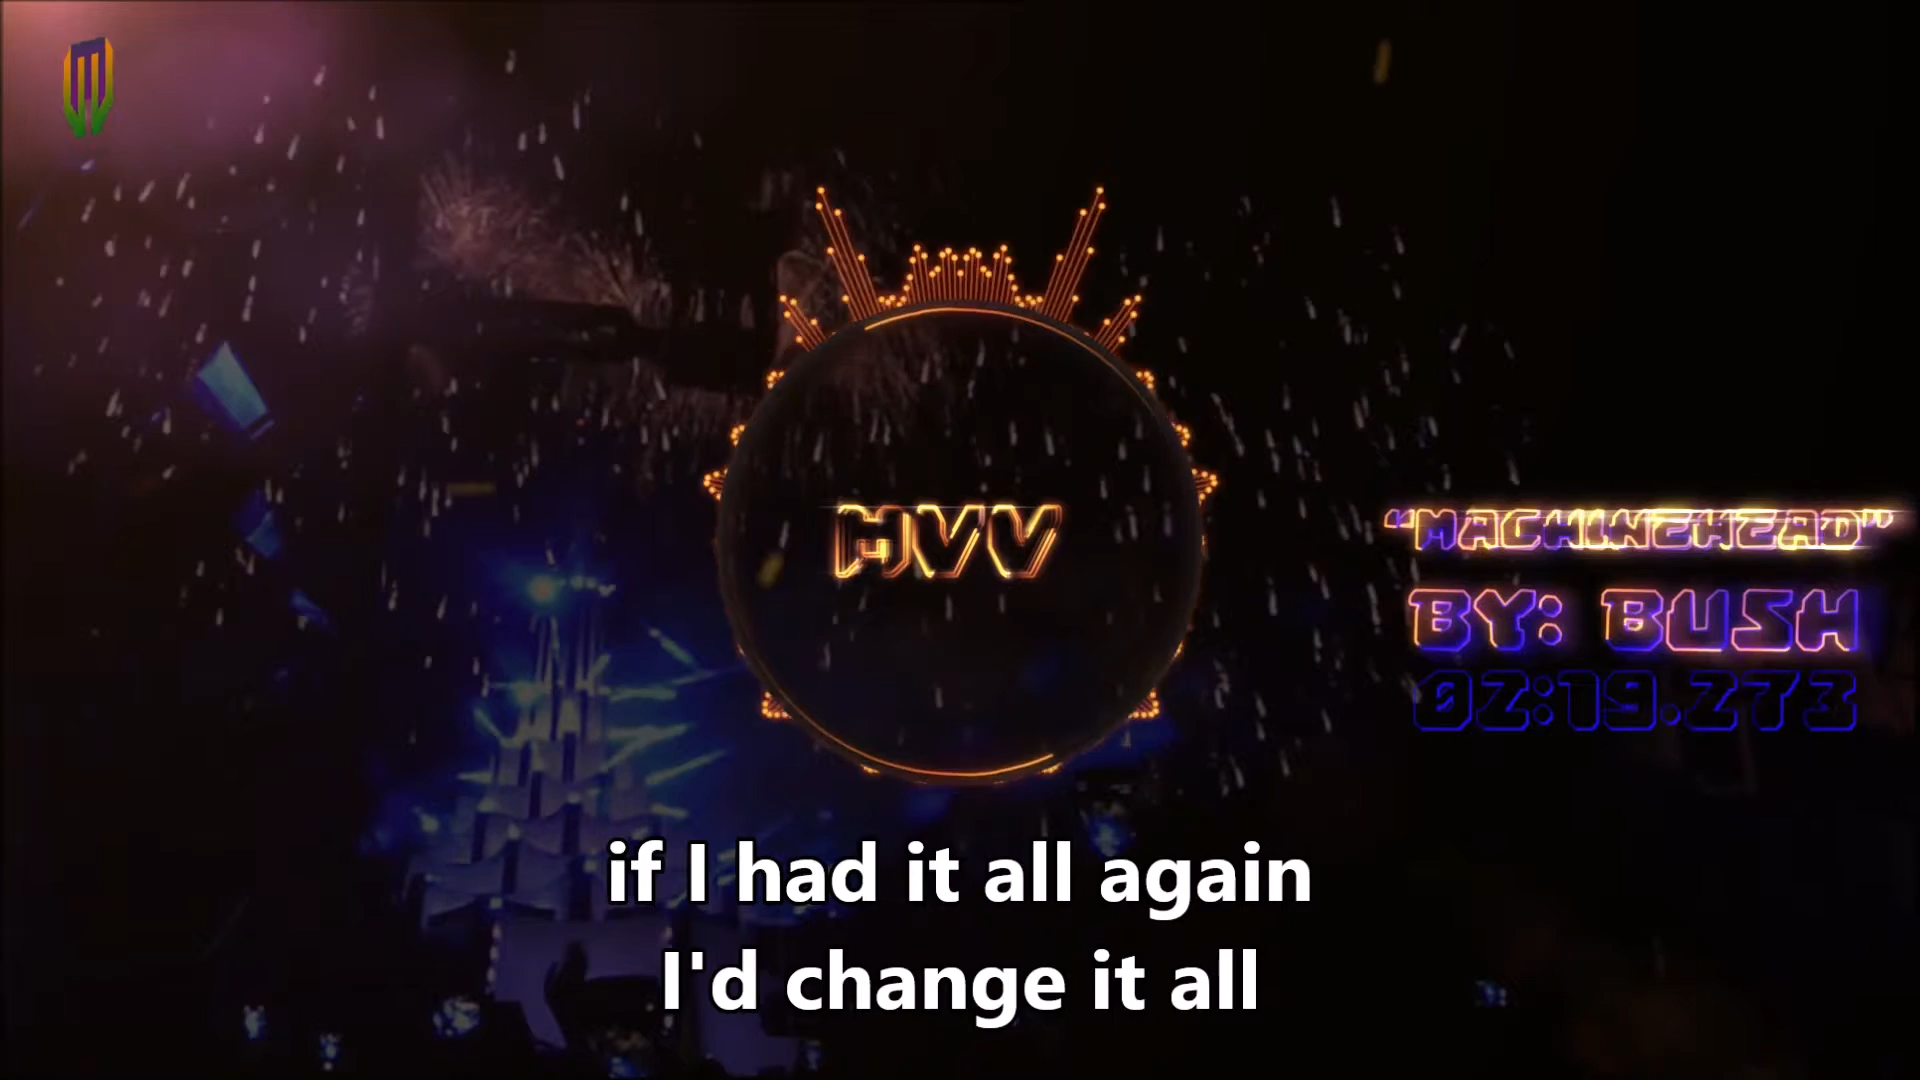 HVV
"MACHINEHEAD"
BY: BUSH
02:19.273
if I had it all again
I'd change it all